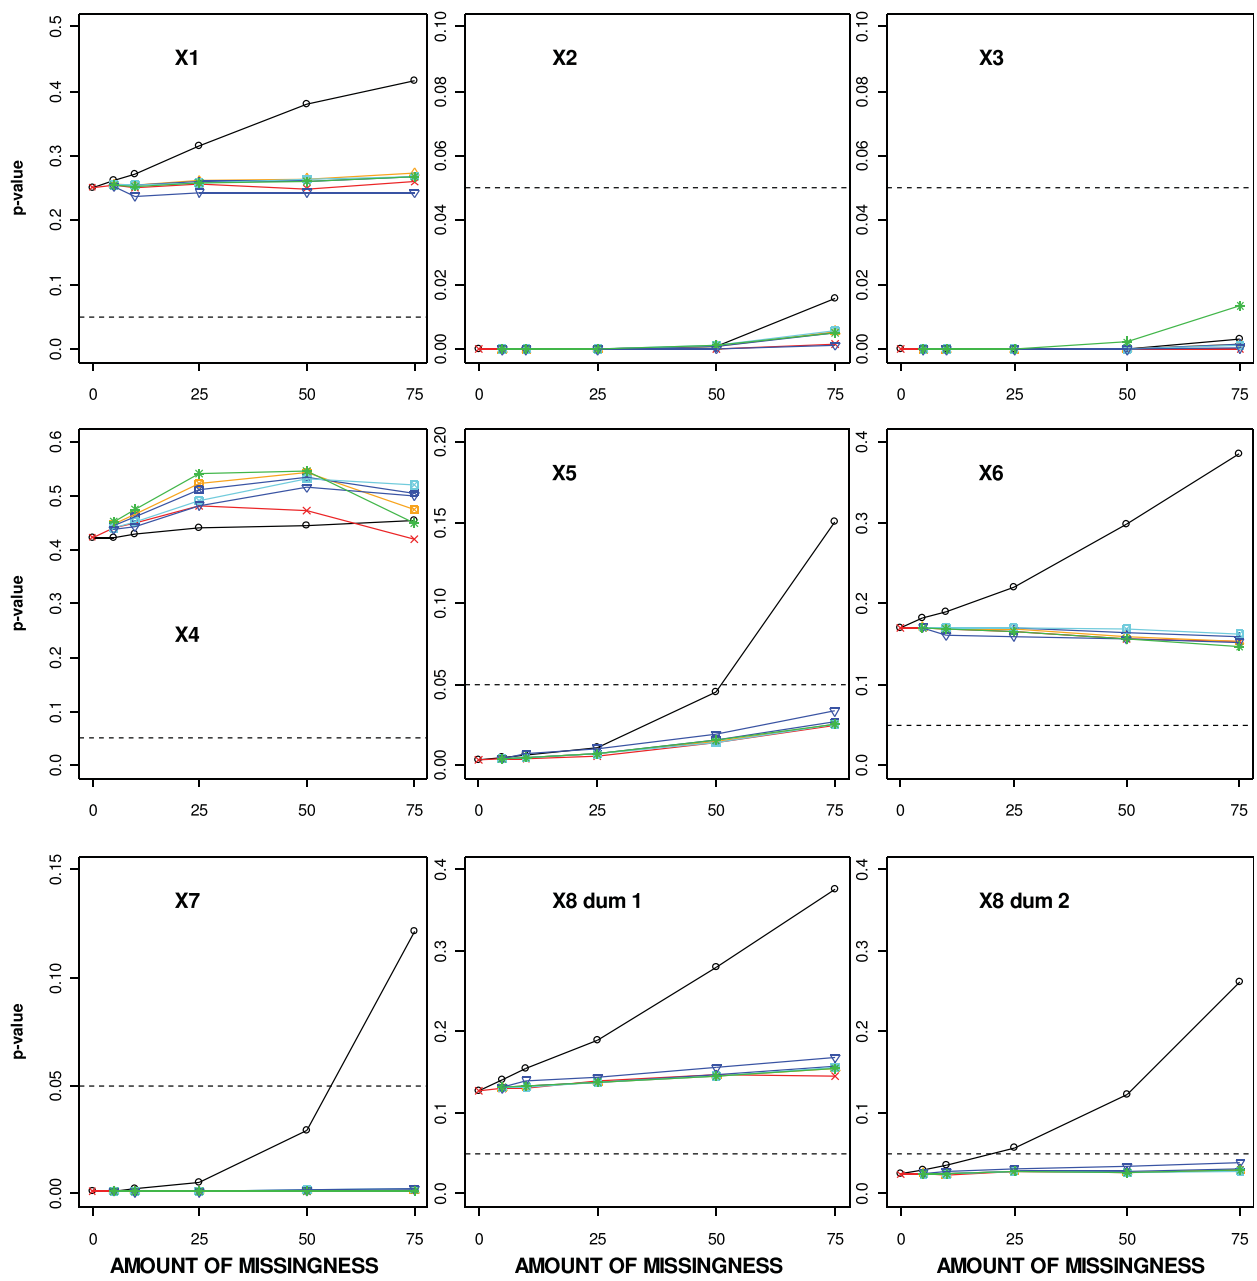 X1
X2
X3
p-value
0.0 0.1 0.2 0.3 0.4 0.5
0.00 0.02 0.04 0.06 0.08 0.10
0.00 0.02 0.04 0.06 0.08 0.10
0 25 50 75
0 25 50 75
0 25 50 75
X4
X5
X6
p-value
0.0 0.1 0.2 0.3 0.4 0.5 0.6
0.00 0.05 0.10 0.15 0.20
0.0 0.1 0.2 0.3 0.4
0 25 50 75
0 25 50 75
0 25 50 75
X7
X8 dum 1
X8 dum 2
p-value
0.00 0.05 0.10 0.15
0.0 0.1 0.2 0.3 0.4
0.0 0.1 0.2 0.3 0.4
0 25 50 75
0 25 50 75
0 25 50 75
AMOUNT OF MISSINGNESS
AMOUNT OF MISSINGNESS
AMOUNT OF MISSINGNESS